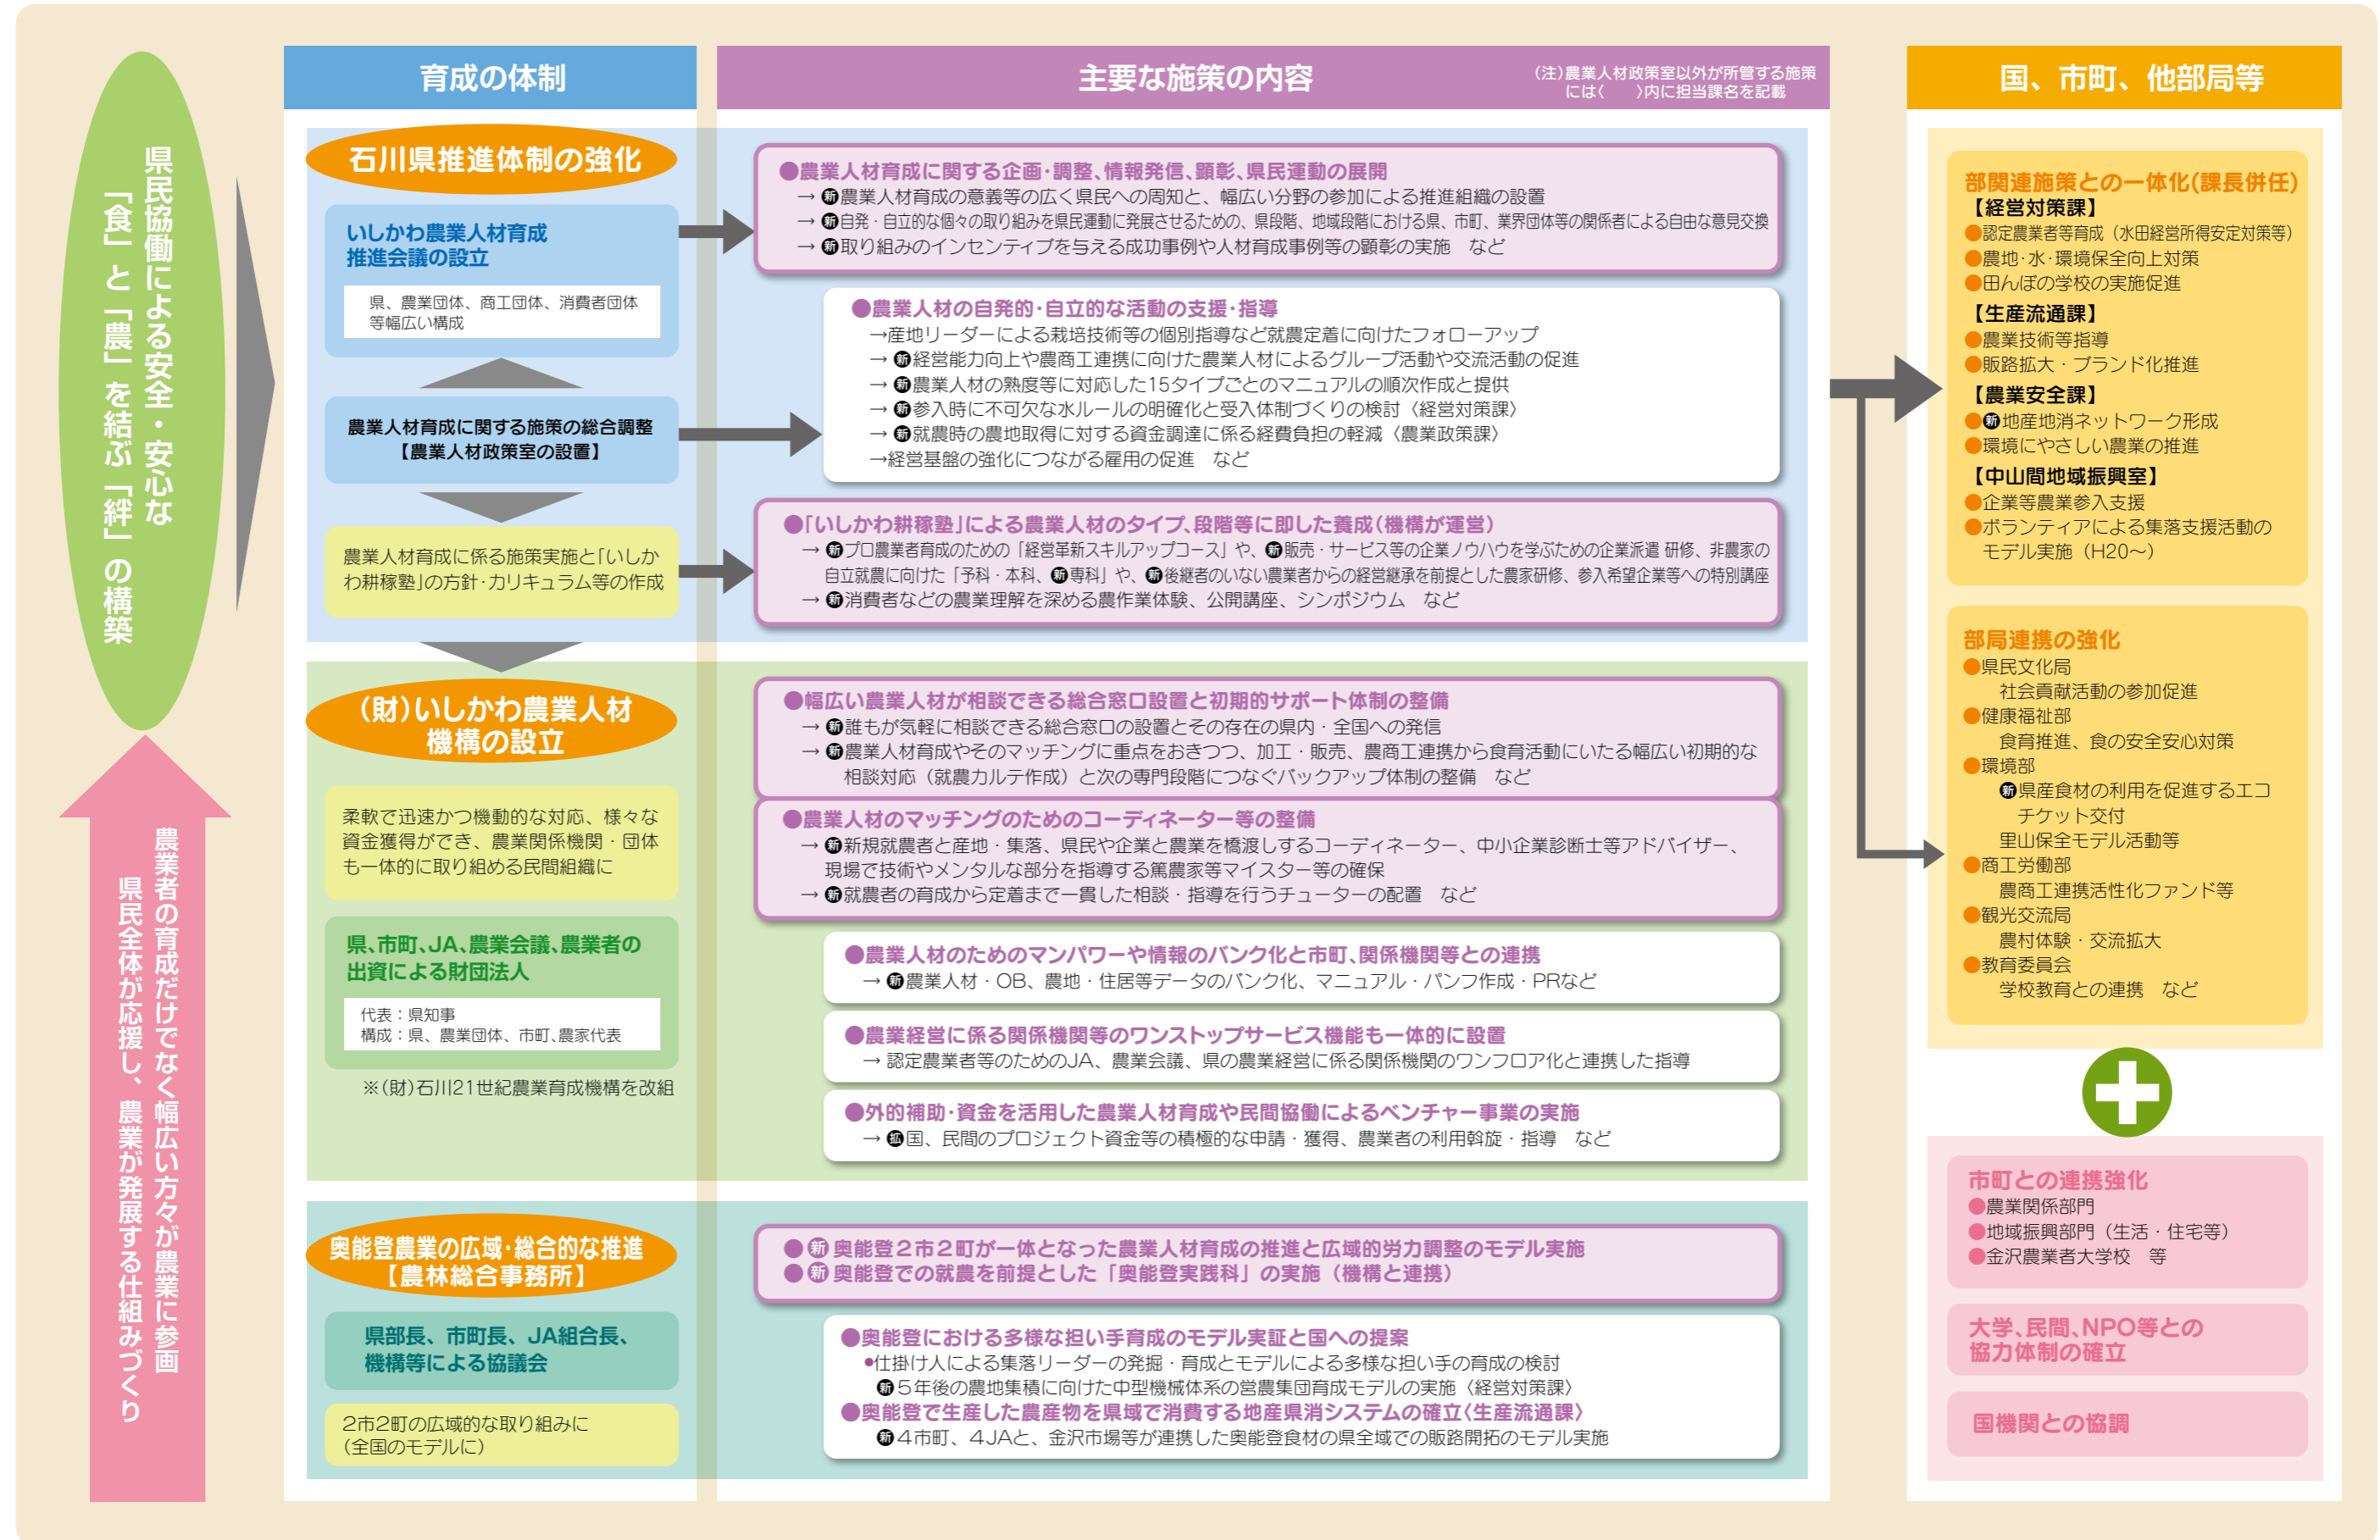 県民協働による安全・安心な
「食」と「農」を結ぶ「絆」の構築
農業者の育成だけでなく幅広い方々が農業に参画
県民全体が応援し、農業が発展する仕組みづくり
育成の体制
石川県推進体制の強化
いしかわ農業人材育成
推進会議の設立
県、農業団体、商工団体、消費者団体
等幅広い構成
農業人材育成に関する施策の総合調整
【農業人材政策室の設置】
農業人材育成に係る施策実施と「いしか
わ耕稼塾」の方針・カリキュラム等の作成
(財)いしかわ農業人材
機構の設立
柔軟で迅速かつ機動的な対応、様々な
資金獲得ができ、農業関係機関・団体
も一体的に取り組める民間組織に
県、市町、JA、農業会議、農業者の
出資による財団法人
代表:県知事
構成:県、農業団体、市町、農家代表
※(財)石川21世紀農業育成機構を改組
奥能登農業の広域・総合的な推進
【農林総合事務所】
県部長、市町長、JA組合長、
機構等による協議会
2市2町の広域的な取り組みに
(全国のモデルに)
主要な施策の内容
(注)農業人材政策室以外が所管する施策
には〈　〉内に担当課名を記載
●農業人材育成に関する企画・調整、情報発信、顕彰、県民運動の展開
→ 新農業人材育成の意義等の広く県民への周知と、幅広い分野の参加による推進組織の設置
→ 新自発・自立的な個々の取り組みを県民運動に発展させるための、県段階、地域段階における県、市町、業界団体等の関係者による自由な意見交換
→ 新取り組みのインセンティブを与える成功事例や人材育成事例等の顕彰の実施　など
●農業人材の自発的・自立的な活動の支援・指導
→産地リーダーによる栽培技術等の個別指導など就農定着に向けたフォローアップ
→ 新経営能力向上や農商工連携に向けた農業人材によるグループ活動や交流活動の促進
→ 新農業人材の熟度等に対応した15タイプごとのマニュアルの順次作成と提供
→ 新参入時に不可欠な水ルールの明確化と受入体制づくりの検討〈経営対策課〉
→ 新就農時の農地取得に対する資金調達に係る経費負担の軽減〈農業政策課〉
→経営基盤の強化につながる雇用の促進　など
●「いしかわ耕稼塾」による農業人材のタイプ、段階等に即した養成(機構が運営)
→ 新プロ農業者育成のための「経営革新スキルアップコース」や、新販売・サービス等の企業ノウハウを学ぶための企業派遣 研修、非農家の
自立就農に向けた「予科・本科、新専科」や、新後継者のいない農業者からの経営継承を前提とした農家研修、参入希望企業等への特別講座
→ 新消費者などの農業理解を深める農作業体験、公開講座、シンポジウム　など
●幅広い農業人材が相談できる総合窓口設置と初期的サポート体制の整備
→ 新誰もが気軽に相談できる総合窓口の設置とその存在の県内・全国への発信
→ 新農業人材育成やそのマッチングに重点をおきつつ、加工・販売、農商工連携から食育活動にいたる幅広い初期的な
相談対応(就農カルテ作成)と次の専門段階につなぐバックアップ体制の整備　など
●農業人材のマッチングのためのコーディネーター等の整備
→ 新新規就農者と産地・集落、県民や企業と農業を橋渡しするコーディネーター、中小企業診断士等アドバイザー、
現場で技術やメンタルな部分を指導する篤農家等マイスター等の確保
→ 新就農者の育成から定着まで一貫した相談・指導を行うチューターの配置　など
●農業人材のためのマンパワーや情報のバンク化と市町、関係機関等との連携
→ 新農業人材・OB、農地・住居等データのバンク化、マニュアル・パンフ作成・PRなど
●農業経営に係る関係機関等のワンストップサービス機能も一体的に設置
→ 認定農業者等のためのJA、農業会議、県の農業経営に係る関係機関のワンフロア化と連携した指導
●外的補助・資金を活用した農業人材育成や民間協働によるベンチャー事業の実施
→ 拡国、民間のプロジェクト資金等の積極的な申請・獲得、農業者の利用斡旋・指導　など
●新 奥能登2市2町が一体となった農業人材育成の推進と広域的労力調整のモデル実施
●新 奥能登での就農を前提とした「奥能登実践科」の実施(機構と連携)
●奥能登における多様な担い手育成のモデル実証と国への提案
•仕掛け人による集落リーダーの発掘・育成とモデルによる多様な担い手の育成の検討
新5年後の農地集積に向けた中型機械体系の営農集団育成モデルの実施〈経営対策課〉
●奥能登で生産した農産物を県域で消費する地産県消システムの確立〈生産流通課〉
新4市町、4JAと、金沢市場等が連携した奥能登食材の県全域での販路開拓のモデル実施
国、市町、他部局等
部関連施策との一体化(課長併任)
【経営対策課】
●認定農業者等育成(水田経営所得安定対策等)
●農地・水・環境保全向上対策
●田んぼの学校の実施促進
【生産流通課】
●農業技術等指導
●販路拡大・ブランド化推進
【農業安全課】
●新地産地消ネットワーク形成
●環境にやさしい農業の推進
【中山間地域振興室】
●企業等農業参入支援
●ボランティアによる集落支援活動の
モデル実施(H20〜)
部局連携の強化
●県民文化局
社会貢献活動の参加促進
●健康福祉部
食育推進、食の安全安心対策
●環境部
新県産食材の利用を促進するエコ
チケット交付
里山保全モデル活動等
●商工労働部
農商工連携活性化ファンド等
●観光交流局
農村体験・交流拡大
●教育委員会
学校教育との連携　など
市町との連携強化
●農業関係部門
●地域振興部門(生活・住宅等)
●金沢農業者大学校　等
大学、民間、NPO等との
協力体制の確立
国機関との協調